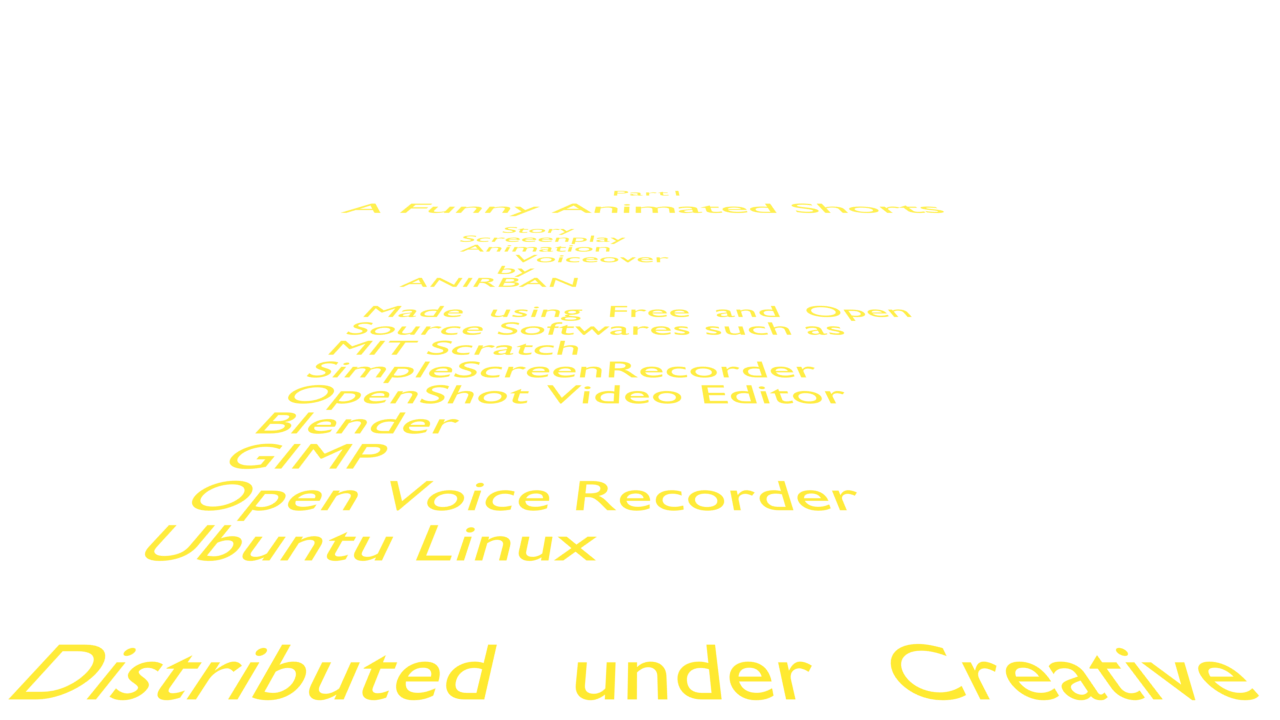 Part I
A Funny Animated Shorts
Story
Screeenplay
Animation
Voiceover
by
ANIRBAN
Made using Free and Open
Source Softwares such as
MIT Scratch
SimpleScreenRecorder
OpenShot Video Editor
Blender
GIMP
Open Voice Recorder
Ubuntu Linux
Distributed under Creative